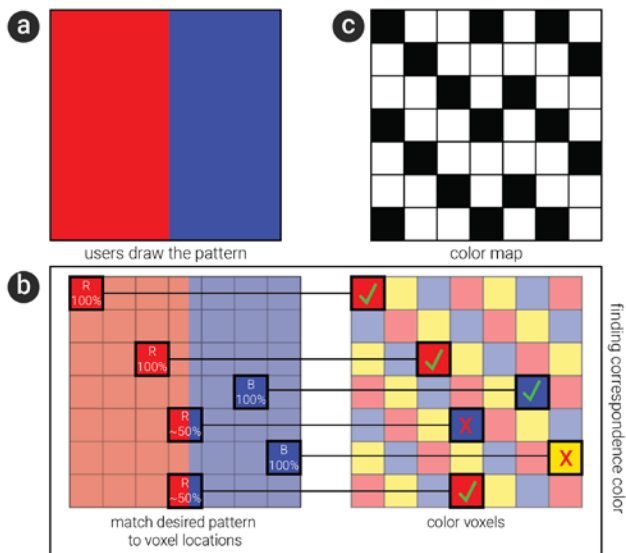 a
c
users draw the pattern
color map
b
R
100%
R
100%
B
100%
R
~50%
X
B
100%
X
R
~50%
match desired pattern
to voxel locations
color voxels
finding correspondence color